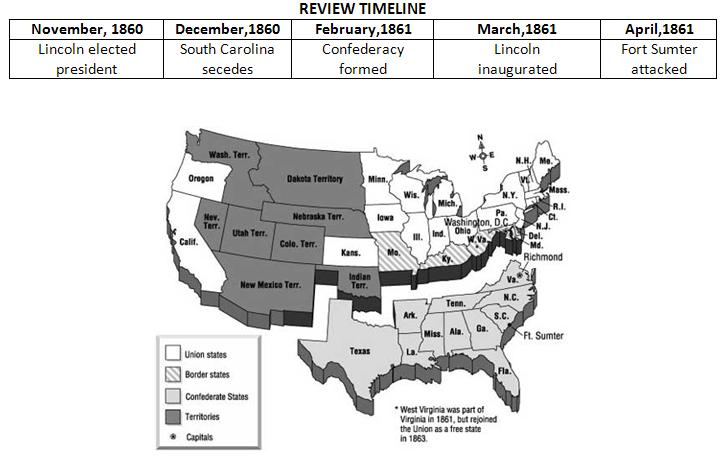 REVIEW TIMELINE
November, 1860 December,1860 February,1861 March,1861 April,1861
Lincoln elected president South Carolina secedes Confederacy formed Lincoln inaugurated Fort Sumter attacked
N
W E
S
Wash. Terr.
Oregon
Dakota Territory
Minn.
Wis.
Mich.
N.H.
Me.
Vt.
Mass.
N.Y.
R.I.
Ct.
Nev. Terr.
Utah Terr.
Nebraska Terr.
Colo. Terr.
Iowa
Ill.
Ind.
Ohio
Pa.
N.J.
Washington, D.C.
Del.
Md.
W.Va.
Calif.
Kans.
Mo.
Ky.
Richmond
New Mexico Terr.
Indian Terr.
Va.
Tenn.
N.C.
Ark.
S.C.
Miss.
Ala.
Ga.
Ft. Sumter
Texas
La.
Fla.
Union states
Border states
Confederate States
Territories
Capitals
* West Virginia was part of
Virginia in 1861, but rejoined
the Union as a free state
in 1863.